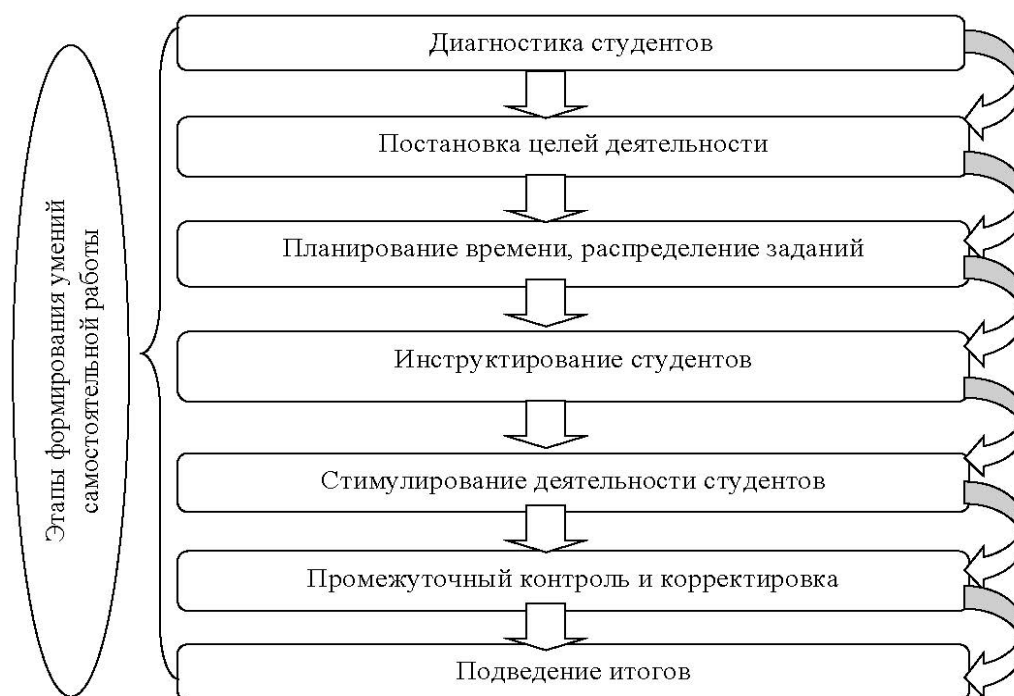 Этапы формирования умений
самостоятельной работы
Диагностика студентов
Постановка целей деятельности
Планирование времени, распределение заданий
Инструктирование студентов
Стимулирование деятельности студентов
Промежуточный контроль и корректировка
Подведение итогов